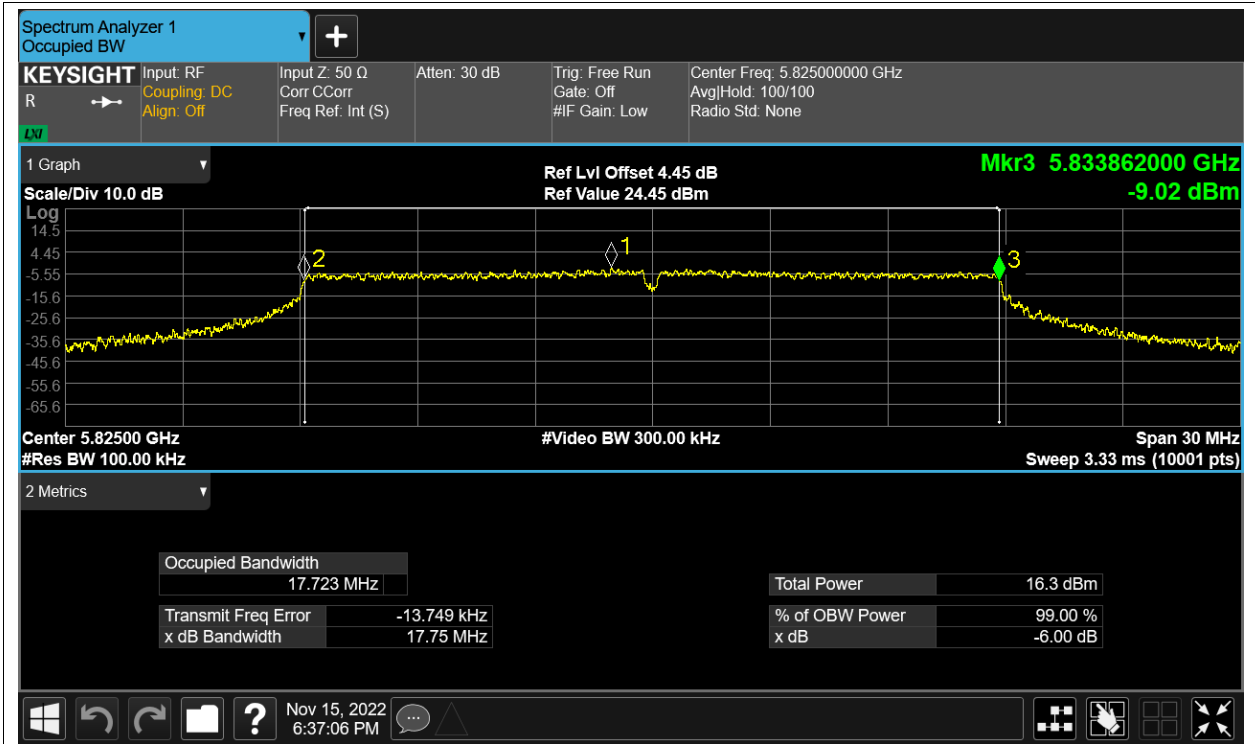 Spectrum Analyzer 1
Occupied BW
KEYSIGHT
R
LXI
Input: RF
Coupling: DC
Align: Off
Input Z: 50 Ω
Corr CCorr
Freq Ref: Int (S)
Atten: 30 dB
Trig: Free Run
Gate: Off
#IF Gain: Low
Center Freq: 5.825000000 GHz
Avg|Hold: 100/100
Radio Std: None
1 Graph
Scale/Div 10.0 dB
Ref Lvl Offset 4.45 dB
Ref Value 24.45 dBm
Mkr3 5.833862000 GHz
-9.02 dBm
Log
14.5
4.45
-5.55
-15.6
-25.6
-35.6
-45.6
-55.6
-65.6
2
1
3
Center 5.82500 GHz
#Res BW 100.00 kHz
#Video BW 300.00 kHz
Span 30 MHz
Sweep 3.33 ms (10001 pts)
2 Metrics
Occupied Bandwidth
17.723 MHz
Transmit Freq Error -13.749 kHz
x dB Bandwidth 17.75 MHz
Total Power 16.3 dBm
% of OBW Power 99.00 %
x dB -6.00 dB
?
Nov 15, 2022
6:37:06 PM